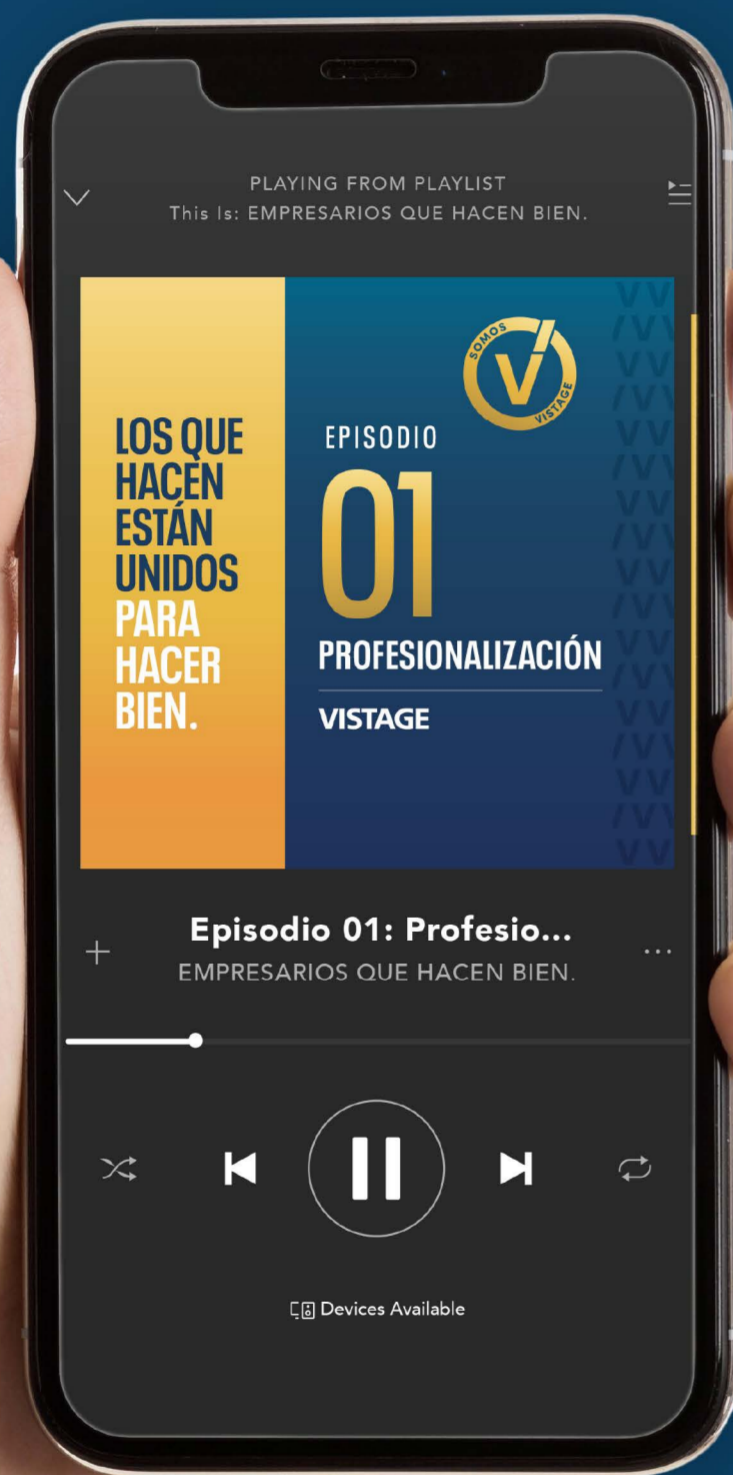 PLAYING FROM PLAYLIST
This Is: EMPRESARIOS QUE HACEN BIEN.
LOS QUE
HACEN
ESTÁN
UNIDOS
PARA
HACER
BIEN.
SOMOS
V
VISTAGE
EPISODIO
01
PROFESIONALIZACIÓN
VISTAGE
Episodio 01: Profesio...
EMPRESARIOS QUE HACEN BIEN.
Devices Available